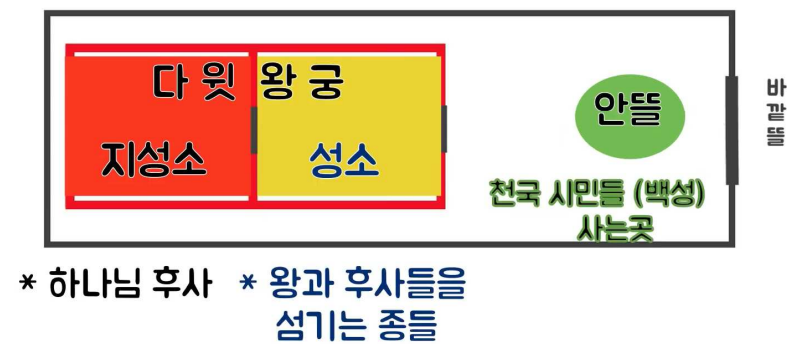 다윗 왕궁
지성소
성소
안뜰
천국 시민들 (백성)
사는곳
바깥뜰
* 하나님 후사
* 왕과 후사들을
섬기는 종들